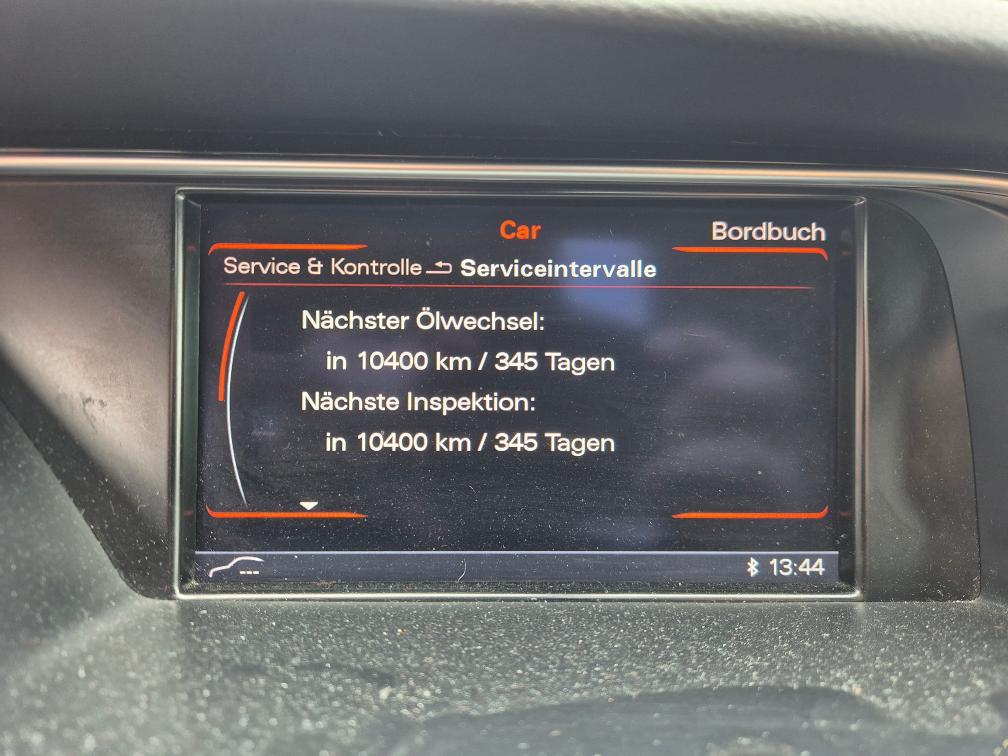 Car
Bordbuch
Service & Kontrolle Serviceintervalle
Nächster Ölwechsel:
in 10400 km / 345 Tagen
Nächste Inspektion:
in 10400 km / 345 Tagen
13:44